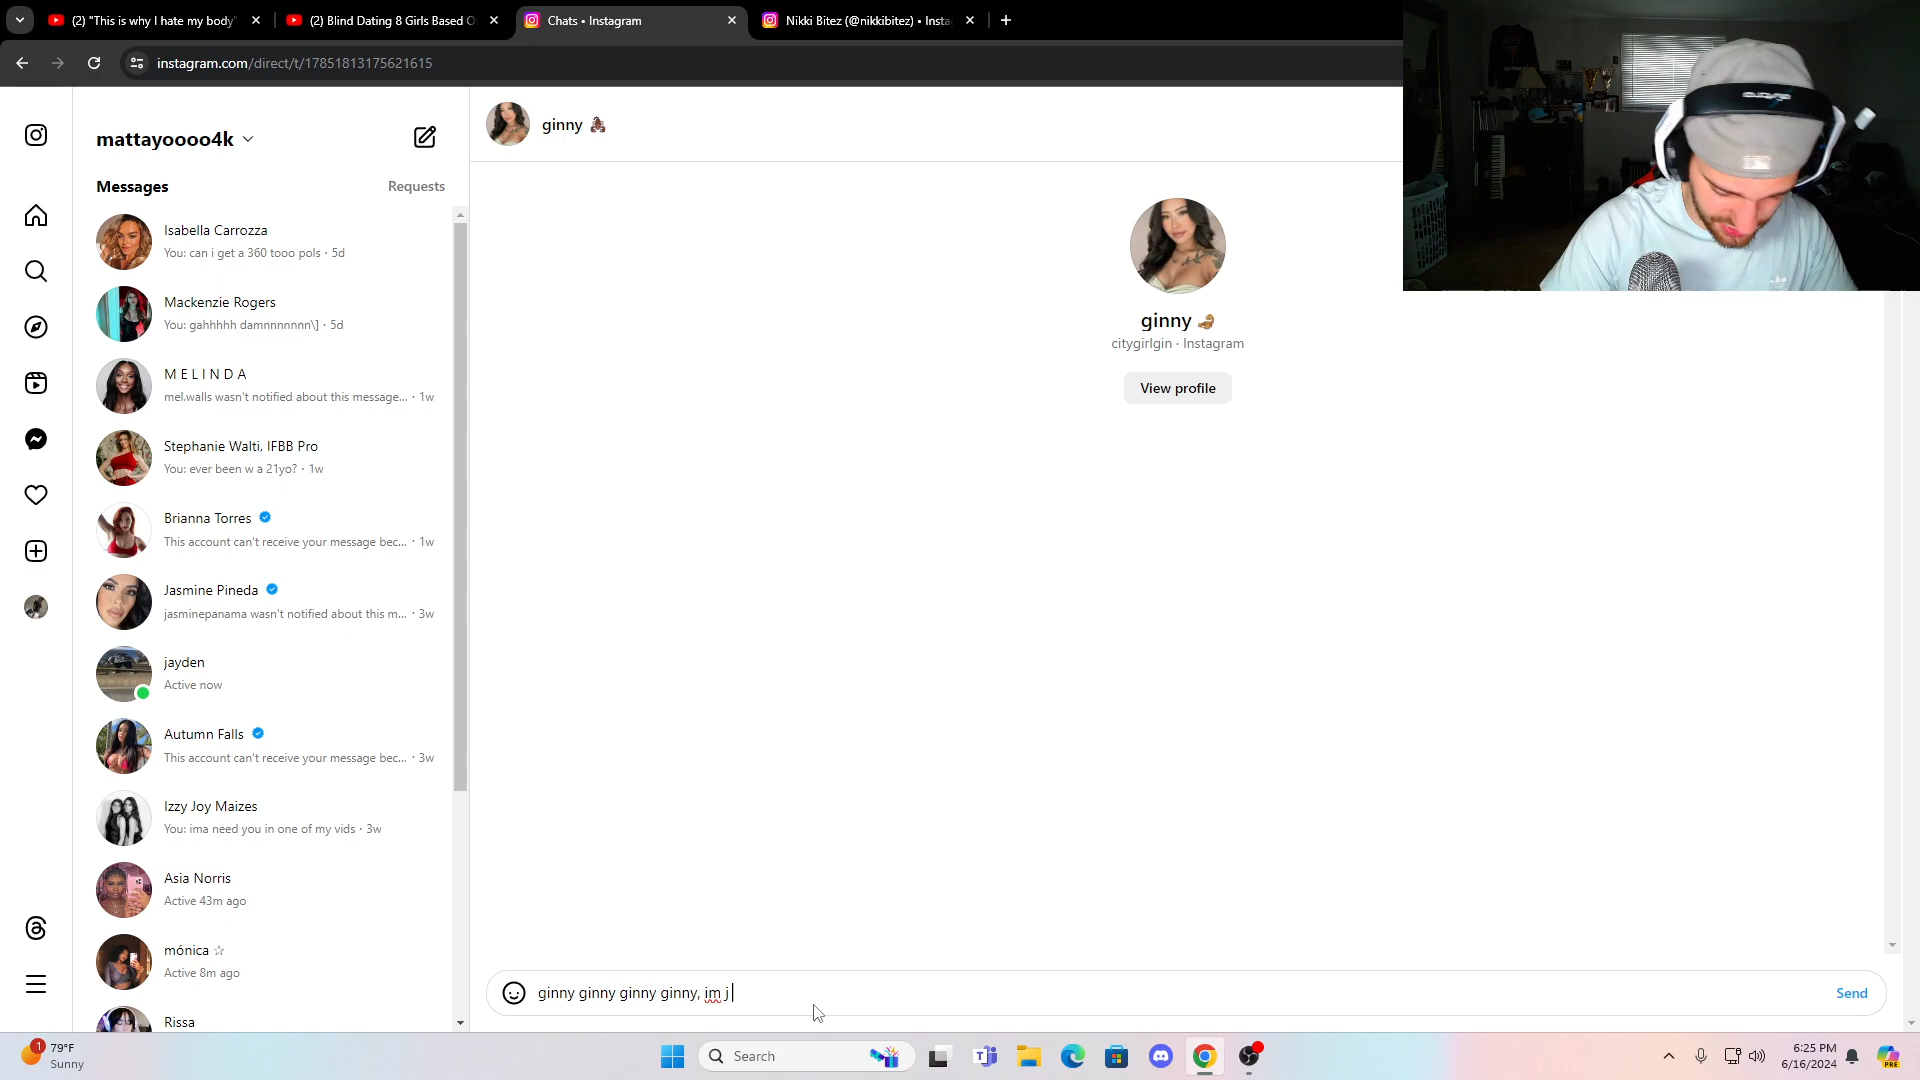 (2) "This is why I hate my body"
(2) Blind Dating 8 Girls Based O
Chats • Instagram
Nikki Bitez (@nikkibitez) • Insta
instagram.com/direct/t/17851813175621615
mattayoooo4k
Messages
Requests
Isabella Carrozza
You: can i get a 360 tooo pols · 5d
Mackenzie Rogers
You: gahhhhh damnnnnnnn\] · 5d
M E L I N D A
mel.walls wasn't notified about this message... · 1w
Stephanie Walti, IFBB Pro
You: ever been w a 21yo? · 1w
Brianna Torres
This account can't receive your message bec... · 1w
Jasmine Pineda
jasminepanama wasn't notified about this m... · 3w
jayden
Active now
Autumn Falls
This account can't receive your message bec... · 3w
Izzy Joy Maizes
You: ima need you in one of my vids · 3w
Asia Norris
Active 43m ago
mónica ☆
Active 8m ago
Rissa
ginny 🦂
ginny 🦂
citygirlgin · Instagram
View profile
ginny ginny ginny ginny, im j
Send
1
79°F
Sunny
Search
6:25 PM
6/16/2024
PRE